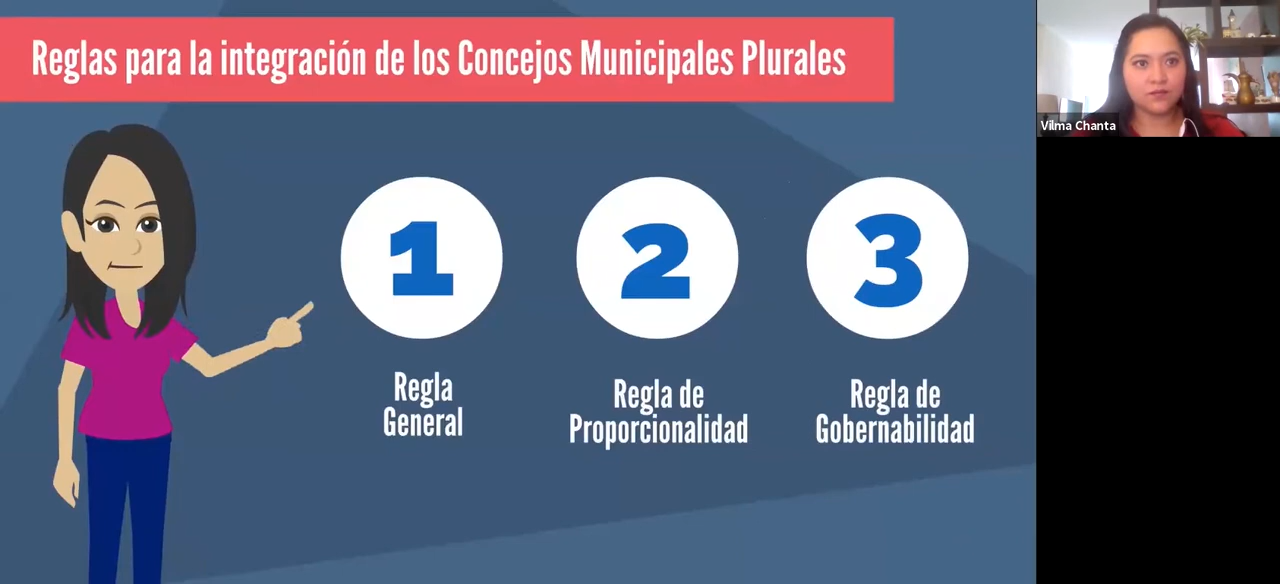 Reglas para la integración de los Concejos Municipales Plurales
Vilma Chanta
1
2
3
Regla
General
Regla de
Proporcionalidad
Regla de
Gobernabilidad